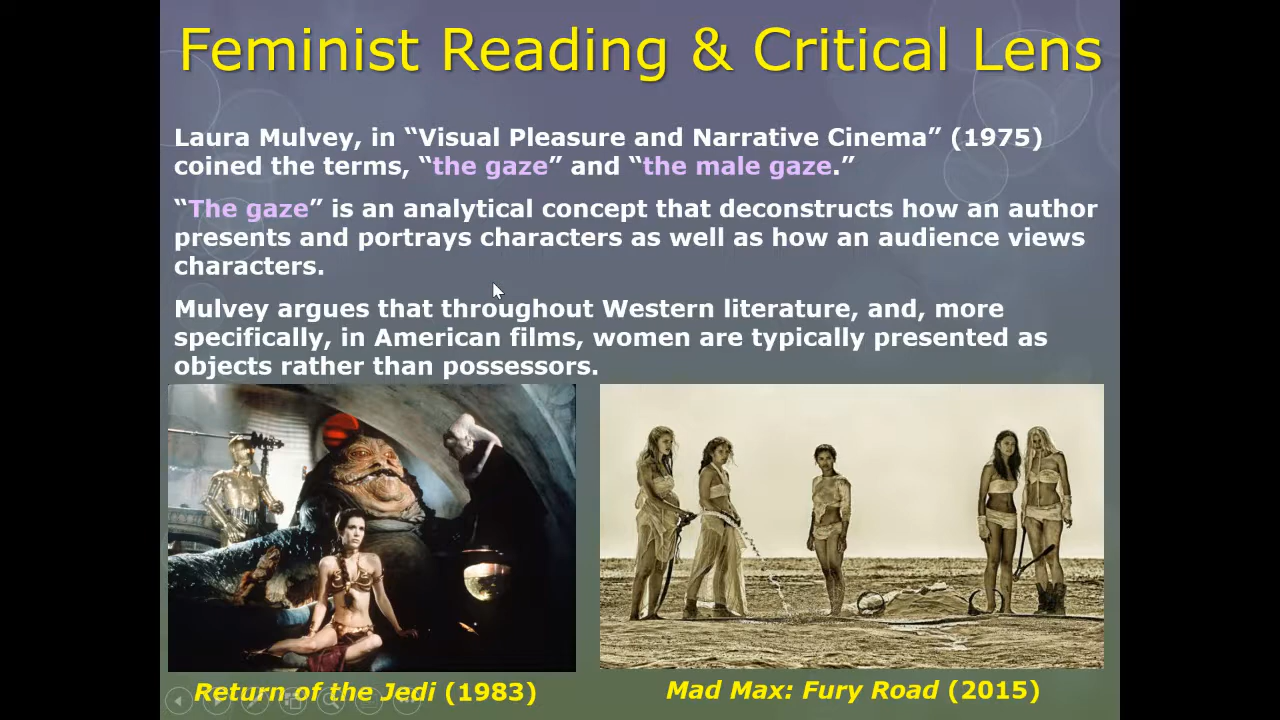 Feminist Reading & Critical Lens
Laura Mulvey, in “Visual Pleasure and Narrative Cinema” (1975)
coined the terms, “the gaze” and “the male gaze.”
“The gaze” is an analytical concept that deconstructs how an author
presents and portrays characters as well as how an audience views
characters.
Mulvey argues that throughout Western literature, and, more
specifically, in American films, women are typically presented as
objects rather than possessors.
Return of the Jedi (1983)
Mad Max: Fury Road (2015)